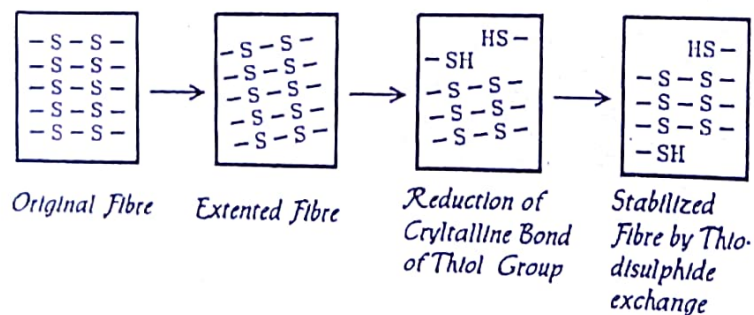 – S – S –
– S – S –
– S – S –
– S – S –
– S – S –
Original Fibre
– S – S –
– S – S –
– S – S –
– S – S –
– S – S –
Extented Fibre
HS –
– SH
– S – S –
– S – S –
– S – S –
Reduction of
Cryltalline Bond
of Thiol Group
HS –
– S – S –
– S – S –
– S – S –
– SH
Stabilized
Fibre by Thio-
disulphide
exchange